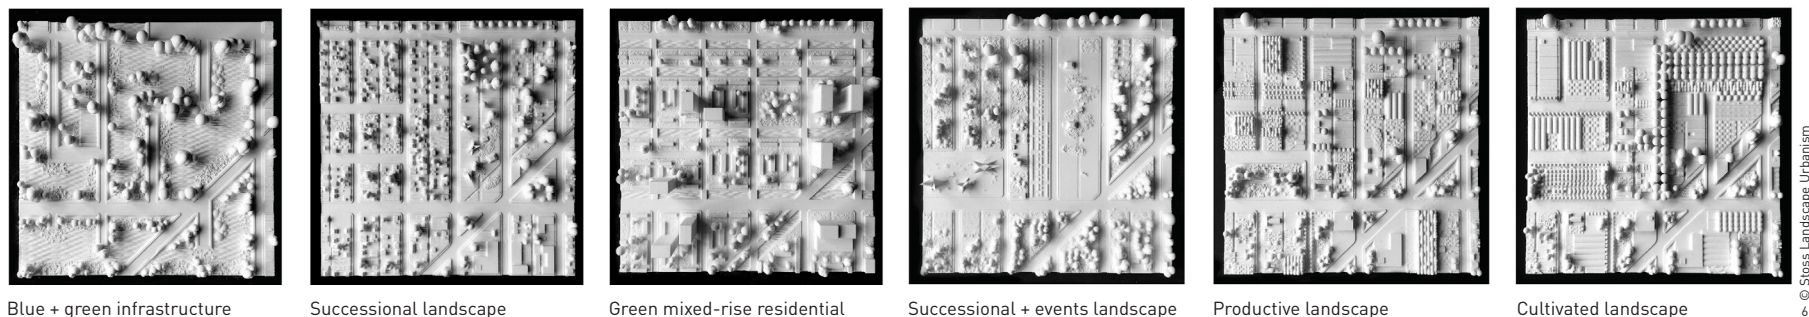 Blue + green infrastructure
Successional landscape
Green mixed-rise residential
Successional + events landscape
Productive landscape
Cultivated landscape
6 © Stoss Landscape Urbanism